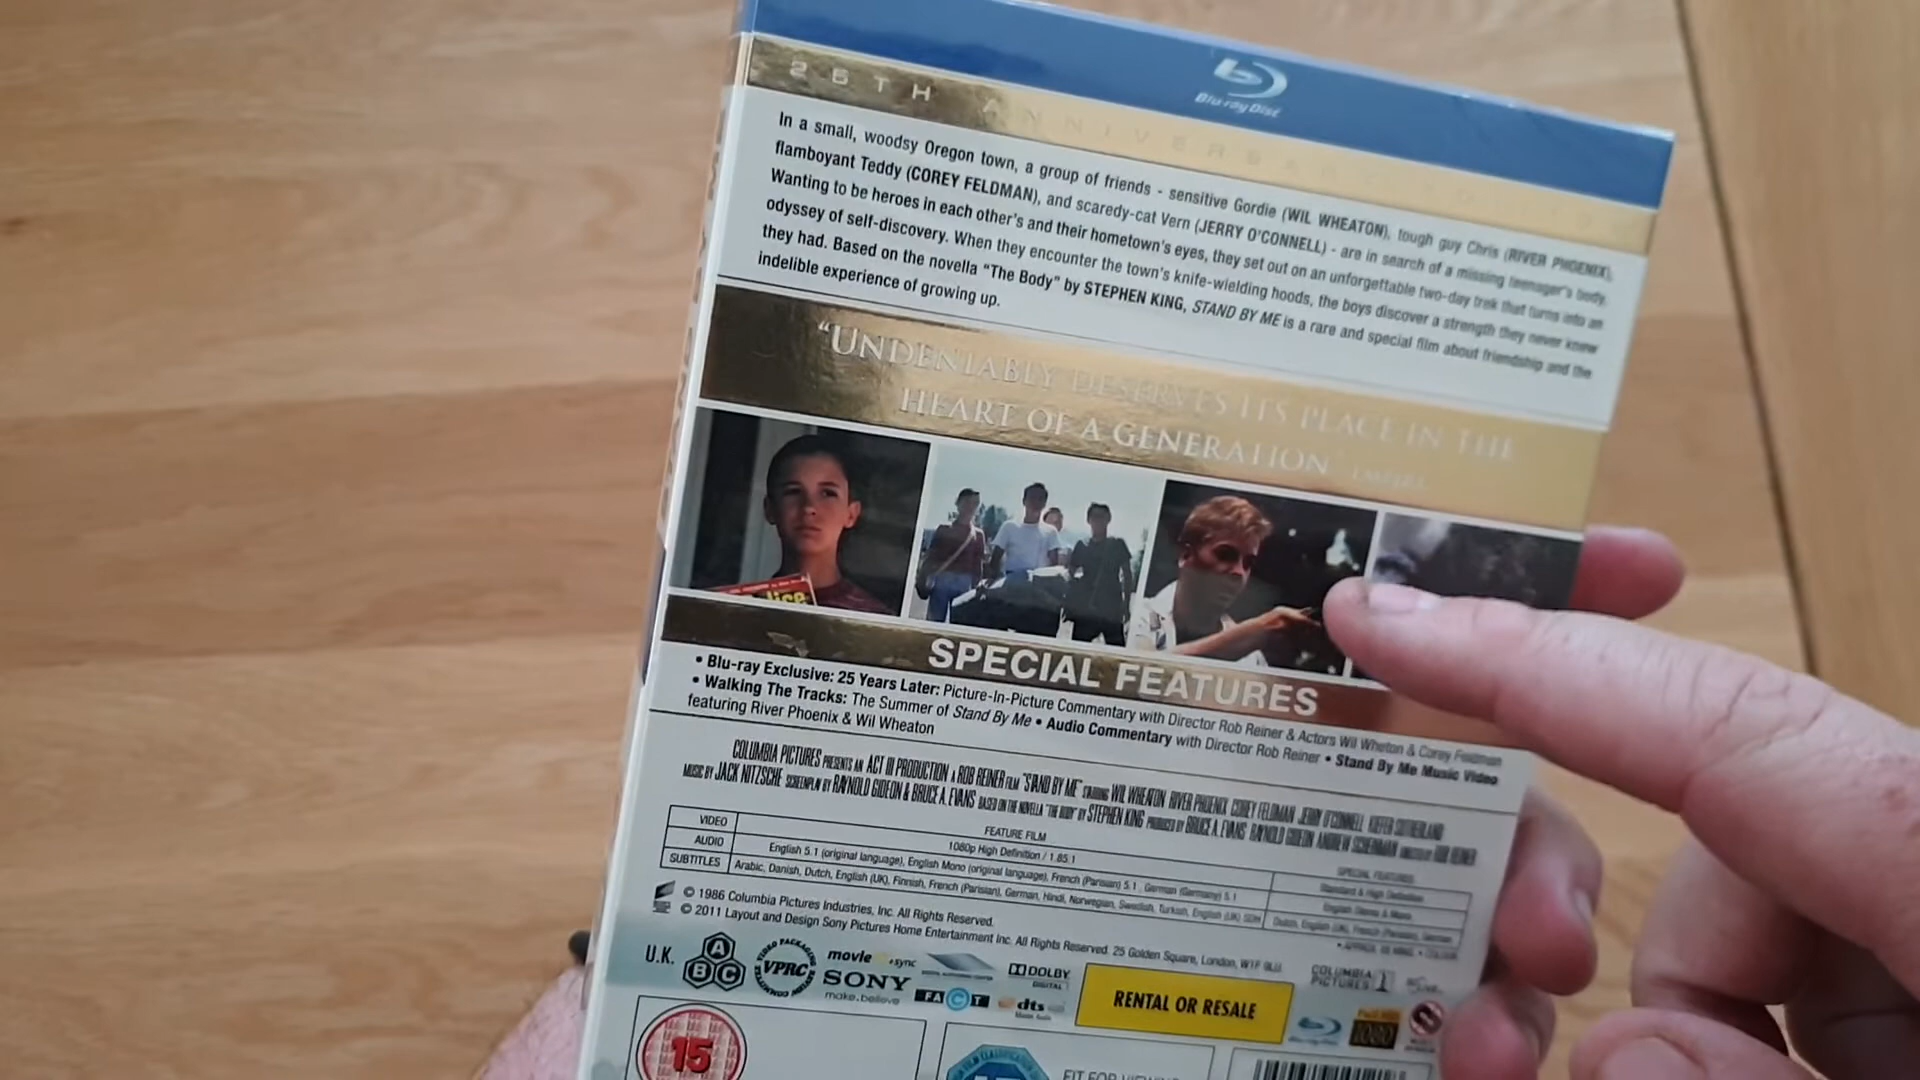 Blu-ray Disc
25TH ANNIVERSARY
In a small, woodsy Oregon town, a group of friends - sensitive Gordie (WIL WHEATON), tough guy Chris (RIVER PHOENIX),
flamboyant Teddy (COREY FELDMAN), and scaredy-cat Vern (JERRY O'CONNELL) - are in search of a missing teenager's body.
Wanting to be heroes in each other's and their hometown's eyes, they set out on an unforgettable two-day trek that turns into an
odyssey of self-discovery. When they encounter the town's knife-wielding hoods, the boys discover a strength they never knew
they had. Based on the novella "The Body" by STEPHEN KING, STAND BY ME is a rare and special film about friendship and the
indelible experience of growing up.
"UNDENIABLY DESERVES ITS PLACE IN THE
HEART OF A GENERATION" EMPIRE
SPECIAL FEATURES
• Blu-ray Exclusive: 25 Years Later: Picture-In-Picture Commentary with Director Rob Reiner & Actors Wil Wheton & Corey Feldman
• Walking The Tracks: The Summer of Stand By Me • Audio Commentary with Director Rob Reiner • Stand By Me Music Video
featuring River Phoenix & Wil Wheaton
COLUMBIA PICTURES PRESENTS AN ACT III PRODUCTION A ROB REINER FILM "STAND BY ME" STARRING WIL WHEATON RIVER PHOENIX COREY FELDMAN JERRY O'CONNELL KIEFER SUTHERLAND
MUSIC BY JACK NITZSCHE SCREENPLAY BY RAYNOLD GIDEON & BRUCE A. EVANS BASED ON THE NOVELLA "THE BODY" BY STEPHEN KING PRODUCED BY BRUCE A. EVANS RAYNOLD GIDEON ANDREW SCHEINMAN DIRECTED BY ROB REINER
FEATURE FILM
SPECIAL FEATURES
VIDEO 1080p High Definition / 1.85:1
Standard & High Definition
AUDIO English 5.1 (original language), English Mono (original language), French (Parisian) 5.1, German (Germany) 5.1
SUBTITLES Arabic, Danish, Dutch, English (UK), Finnish, French (Parisian), German, Hindi, Norwegian, Swedish, Turkish, English (UK) SDH
Dutch, English (UK), French (Parisian), German
© 1986 Columbia Pictures Industries, Inc. All Rights Reserved.
© 2011 Layout and Design Sony Pictures Home Entertainment Inc. All Rights Reserved. 25 Golden Square, London, W1F 9LU.
U.K. A B C
VIDEO PACKAGING VPRC
movie sync
SONY
make.believe
FACT
DOLBY
DIGITAL
dts
RENTAL OR RESALE
COLUMBIA
PICTURES
1080
15
FIT FOR VIEWING